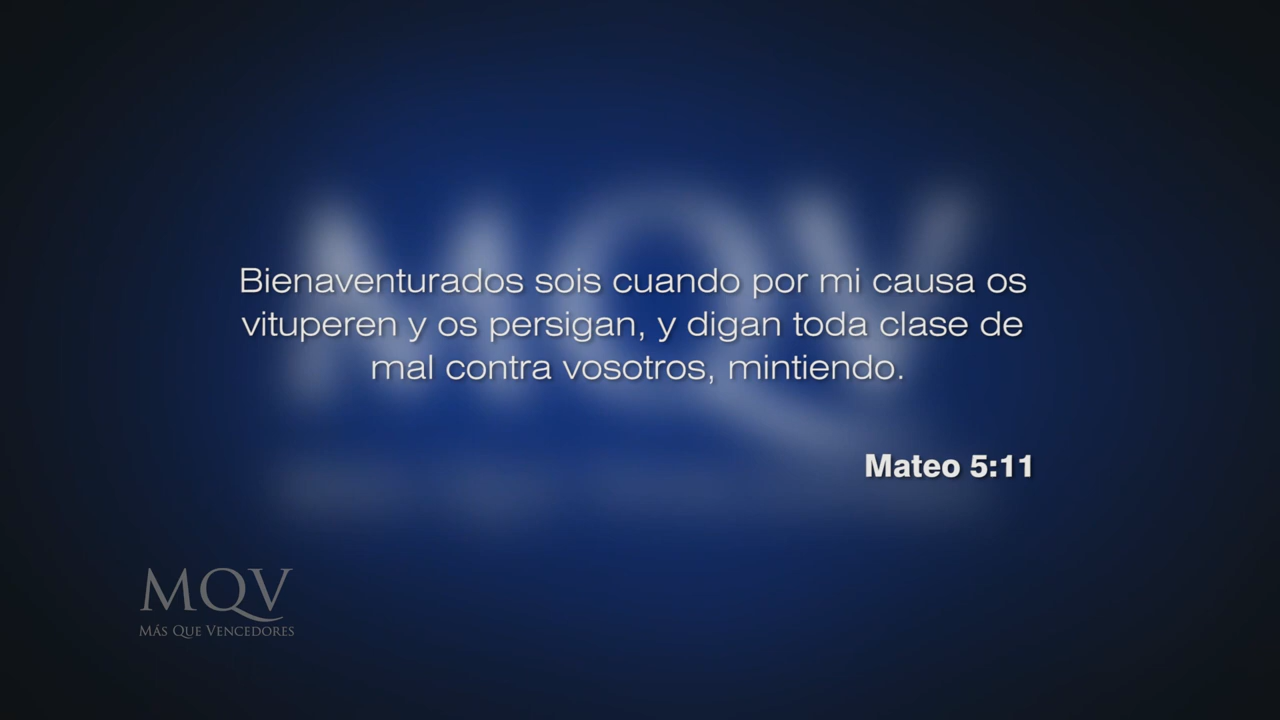 Bienaventurados sois cuando por mi causa os
vituperen y os persigan, y digan toda clase de
mal contra vosotros, mintiendo.
Mateo 5:11
MQV
MÁS QUE VENCEDORES